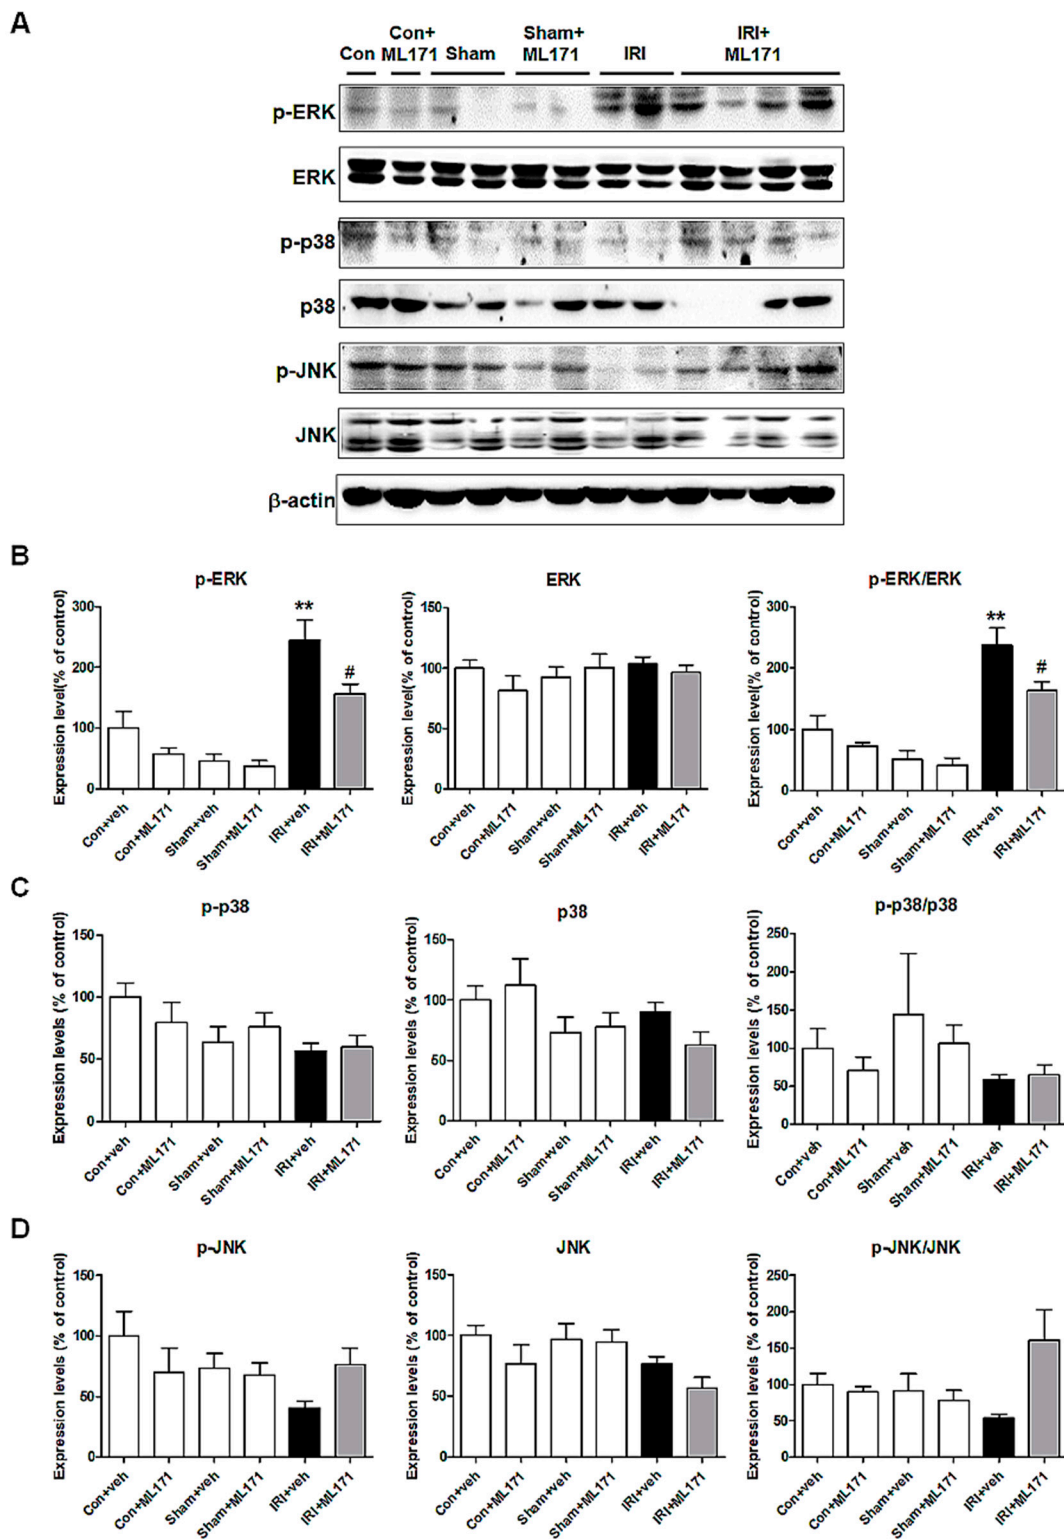 A
Con Con+ ML171 Sham Sham+ ML171 IRI IRI+ ML171
p-ERK
ERK
p-p38
p38
p-JNK
JNK
β-actin
B
p-ERK
Expression level(% of control)
300
200
100
0
**
#
Con+veh
Con+ML171
Sham+veh
Sham+ML171
IRI+veh
IRI+ML171
ERK
Expression level(% of control)
150
100
50
0
Con+veh
Con+ML171
Sham+veh
Sham+ML171
IRI+veh
IRI+ML171
p-ERK/ERK
Expression level(% of control)
300
200
100
0
**
#
Con+veh
Con+ML171
Sham+veh
Sham+ML171
IRI+veh
IRI+ML171
C
p-p38
Expression levels (% of control)
150
100
50
0
Con+veh
Con+ML171
Sham+veh
Sham+ML171
IRI+veh
IRI+ML171
p38
Expression levels (% of control)
150
100
50
0
Con+veh
Con+ML171
Sham+veh
Sham+ML171
IRI+veh
IRI+ML171
p-p38/p38
Expression levels (% of control)
250
200
150
100
50
0
Con+veh
Con+ML171
Sham+veh
Sham+ML171
IRI+veh
IRI+ML171
D
p-JNK
Expression levels (% of control)
150
100
50
0
Con+veh
Con+ML171
Sham+veh
Sham+ML171
IRI+veh
IRI+ML171
JNK
Expression levels (% of control)
150
100
50
0
Con+veh
Con+ML171
Sham+veh
Sham+ML171
IRI+veh
IRI+ML171
p-JNK/JNK
Expression levels (% of control)
250
200
150
100
50
0
Con+veh
Con+ML171
Sham+veh
Sham+ML171
IRI+veh
IRI+ML171